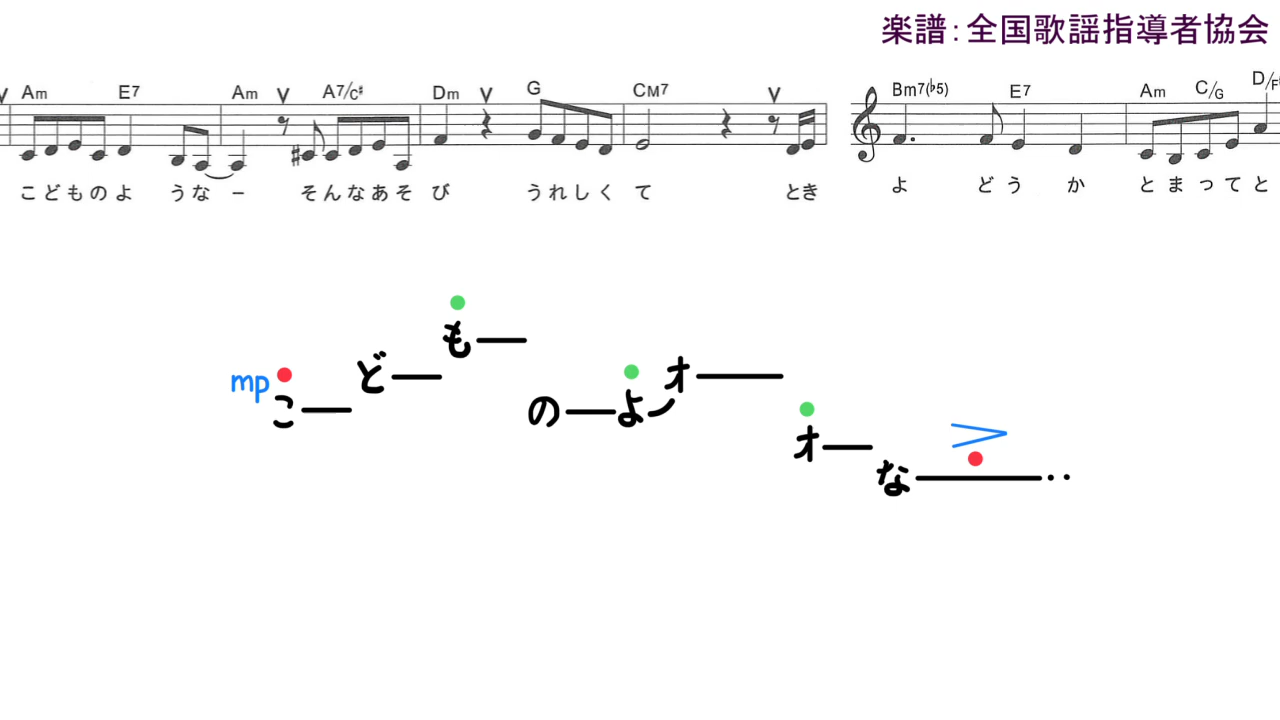 楽譜：全国歌謡指導者協会
V Am E7 Am V A7/C♯ Dm V G CM7 V Bm7(♭5) E7 Am C/G D/F♯
こどものよ うな ー そんなあそ び うれしく て とき よ どう か とまってと
mp こ ど も の よ オ オ な ‥